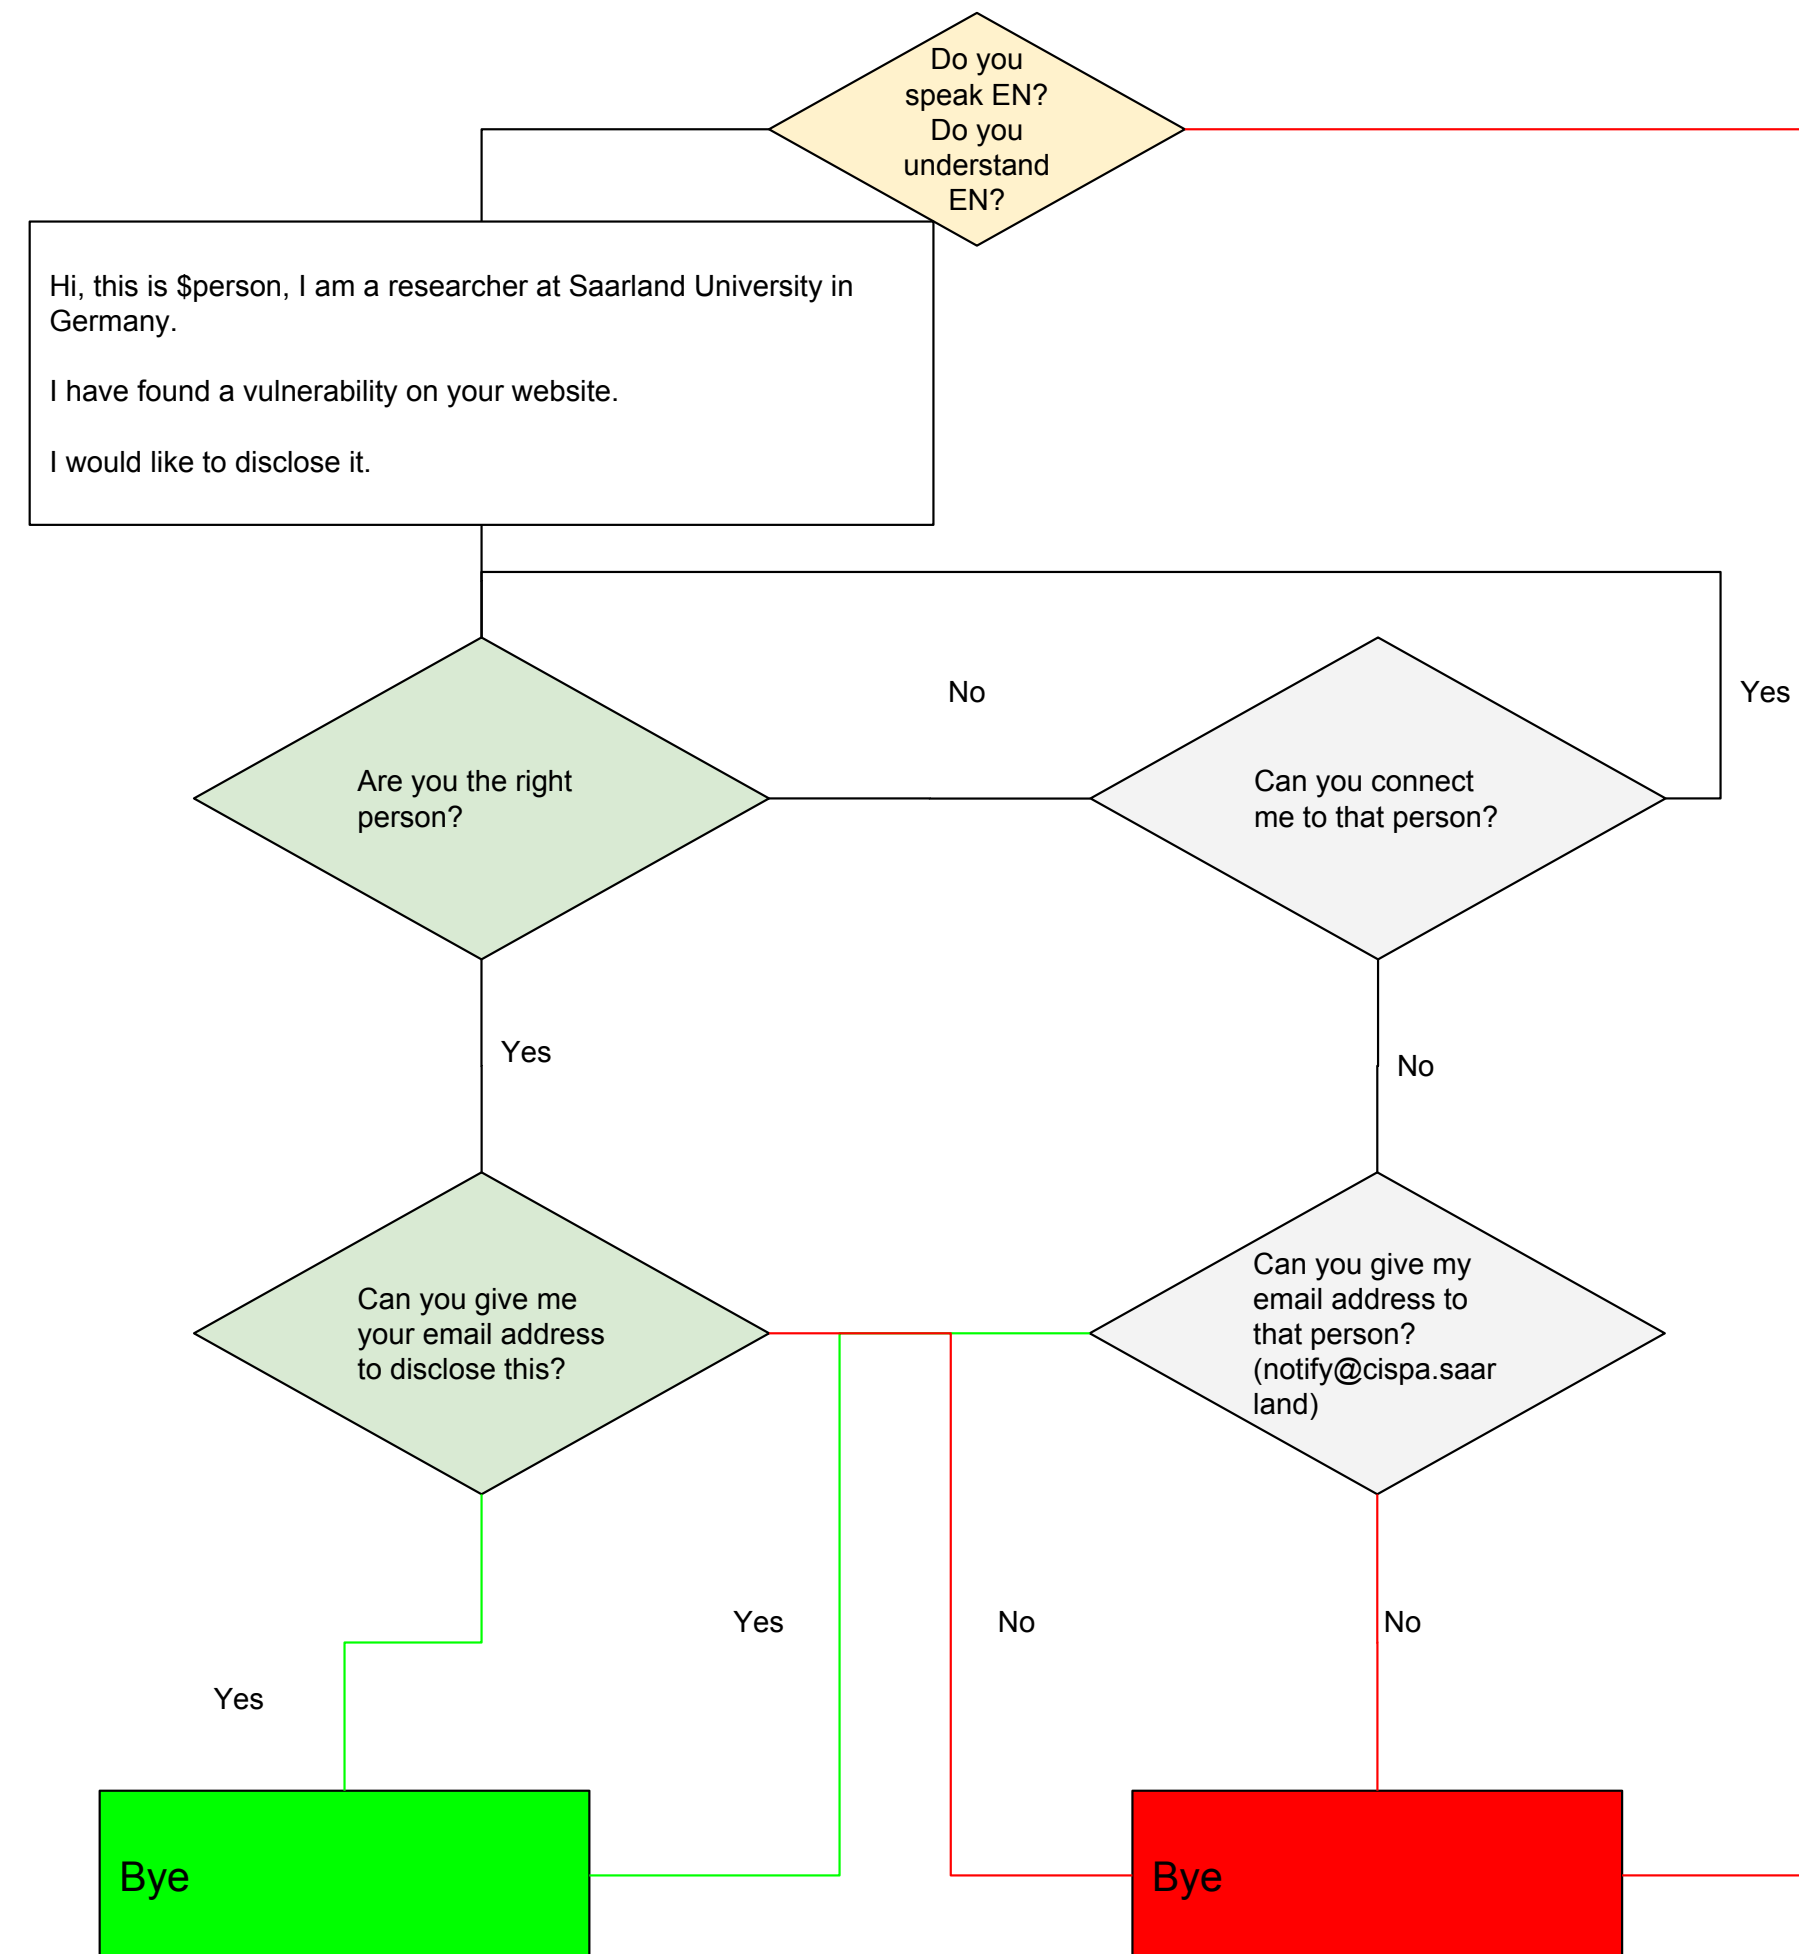 Do you
speak EN?
Do you
understand
EN?
Hi, this is $person, I am a researcher at Saarland University in
Germany.
I have found a vulnerability on your website.
I would like to disclose it.
No
Yes
Are you the right
person?
Can you connect
me to that person?
Yes
No
Can you give me
your email address
to disclose this?
Can you give my
email address to
that person?
(notify@cispa.saar
land)
Yes
No
No
Yes
Bye
Bye